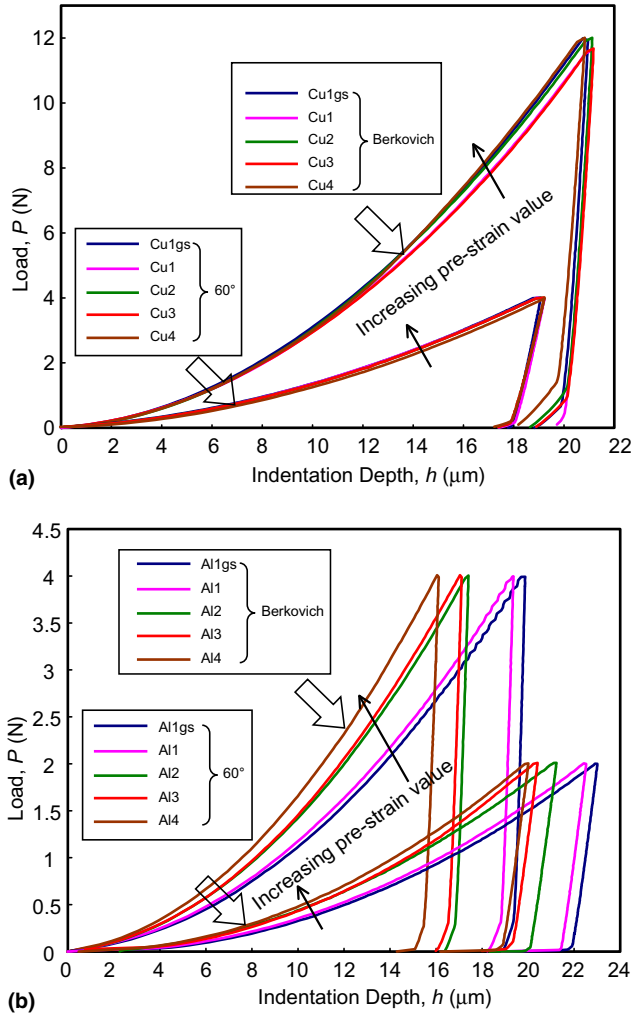 12
10
8
6
4
2
0
Load, P (N)
Cu1gs
Cu1
Cu2
Cu3
Cu4
Berkovich
Cu1gs
Cu1
Cu2
Cu3
Cu4
60°
Increasing pre-strain value
0 2 4 6 8 10 12 14 16 18 20 22
(a)
Indentation Depth, h (μm)
4.5
4
3.5
3
2.5
2
1.5
1
0.5
0
Load, P (N)
Al1gs
Al1
Al2
Al3
Al4
Berkovich
Al1gs
Al1
Al2
Al3
Al4
60°
Increasing pre-strain value
0 2 4 6 8 10 12 14 16 18 20 22 24
(b)
Indentation Depth, h (μm)